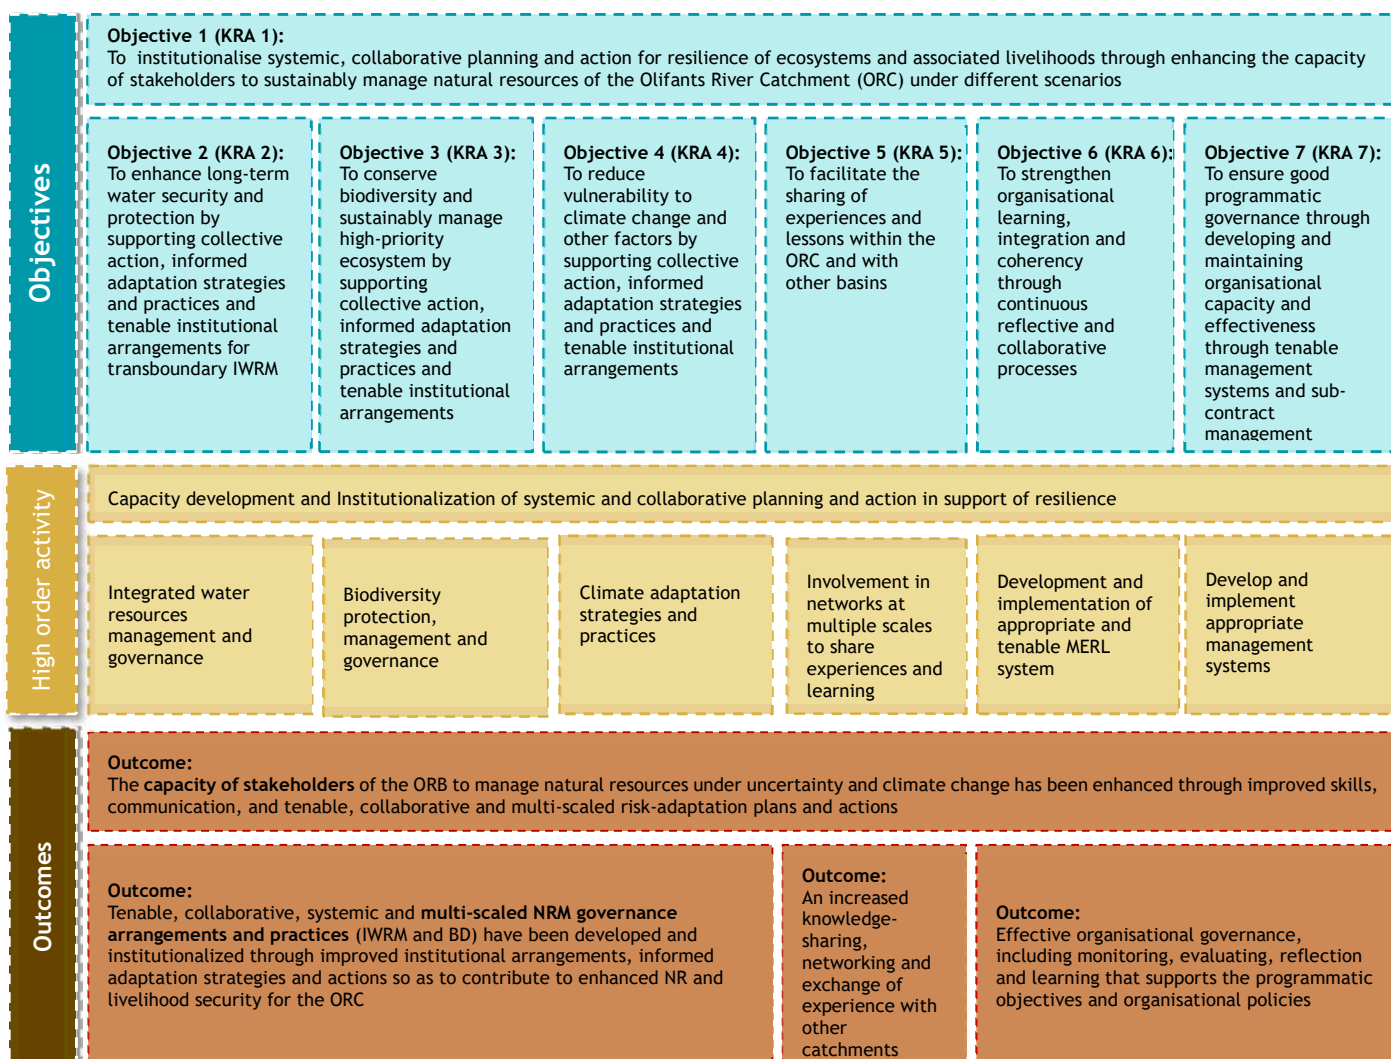 Objectives
Objective 1 (KRA 1):
To institutionalise systemic, collaborative planning and action for resilience of ecosystems and associated livelihoods through enhancing the capacity
of stakeholders to sustainably manage natural resources of the Olifants River Catchment (ORC) under different scenarios
Objective 2 (KRA 2):
To enhance long-term
water security and
protection by
supporting collective
action, informed
adaptation strategies
and practices and
tenable institutional
arrangements for
transboundary IWRM
Objective 3 (KRA 3):
To conserve
biodiversity and
sustainably manage
high-priority
ecosystem by
supporting
collective action,
informed adaptation
strategies and
practices and
tenable institutional
arrangements
Objective 4 (KRA 4):
To reduce
vulnerability to
climate change and
other factors by
supporting collective
action, informed
adaptation strategies
and practices and
tenable institutional
arrangements
Objective 5 (KRA 5):
To facilitate the
sharing of
experiences and
lessons within the
ORC and with
other basins
Objective 6 (KRA 6):
To strengthen
organisational
learning,
integration and
coherency
through
continuous
reflective and
collaborative
processes
Objective 7 (KRA 7):
To ensure good
programmatic
governance through
developing and
maintaining
organisational
capacity and
effectiveness
through tenable
management
systems and sub-
contract
management
High order activity
Capacity development and Institutionalization of systemic and collaborative planning and action in support of resilience
Integrated water
resources
management and
governance
Biodiversity
protection,
management and
governance
Climate adaptation
strategies and
practices
Involvement in
networks at
multiple scales
to share
experiences and
learning
Development and
implementation of
appropriate and
tenable MERL
system
Develop and
implement
appropriate
management
systems
Outcomes
Outcome:
The capacity of stakeholders of the ORB to manage natural resources under uncertainty and climate change has been enhanced through improved skills,
communication, and tenable, collaborative and multi-scaled risk-adaptation plans and actions
Outcome:
Tenable, collaborative, systemic and multi-scaled NRM governance
arrangements and practices (IWRM and BD) have been developed and
institutionalized through improved institutional arrangements, informed
adaptation strategies and actions so as to contribute to enhanced NR and
livelihood security for the ORC
Outcome:
An increased
knowledge-
sharing,
networking and
exchange of
experience with
other
catchments
Outcome:
Effective organisational governance,
including monitoring, evaluating, reflection
and learning that supports the programmatic
objectives and organisational policies